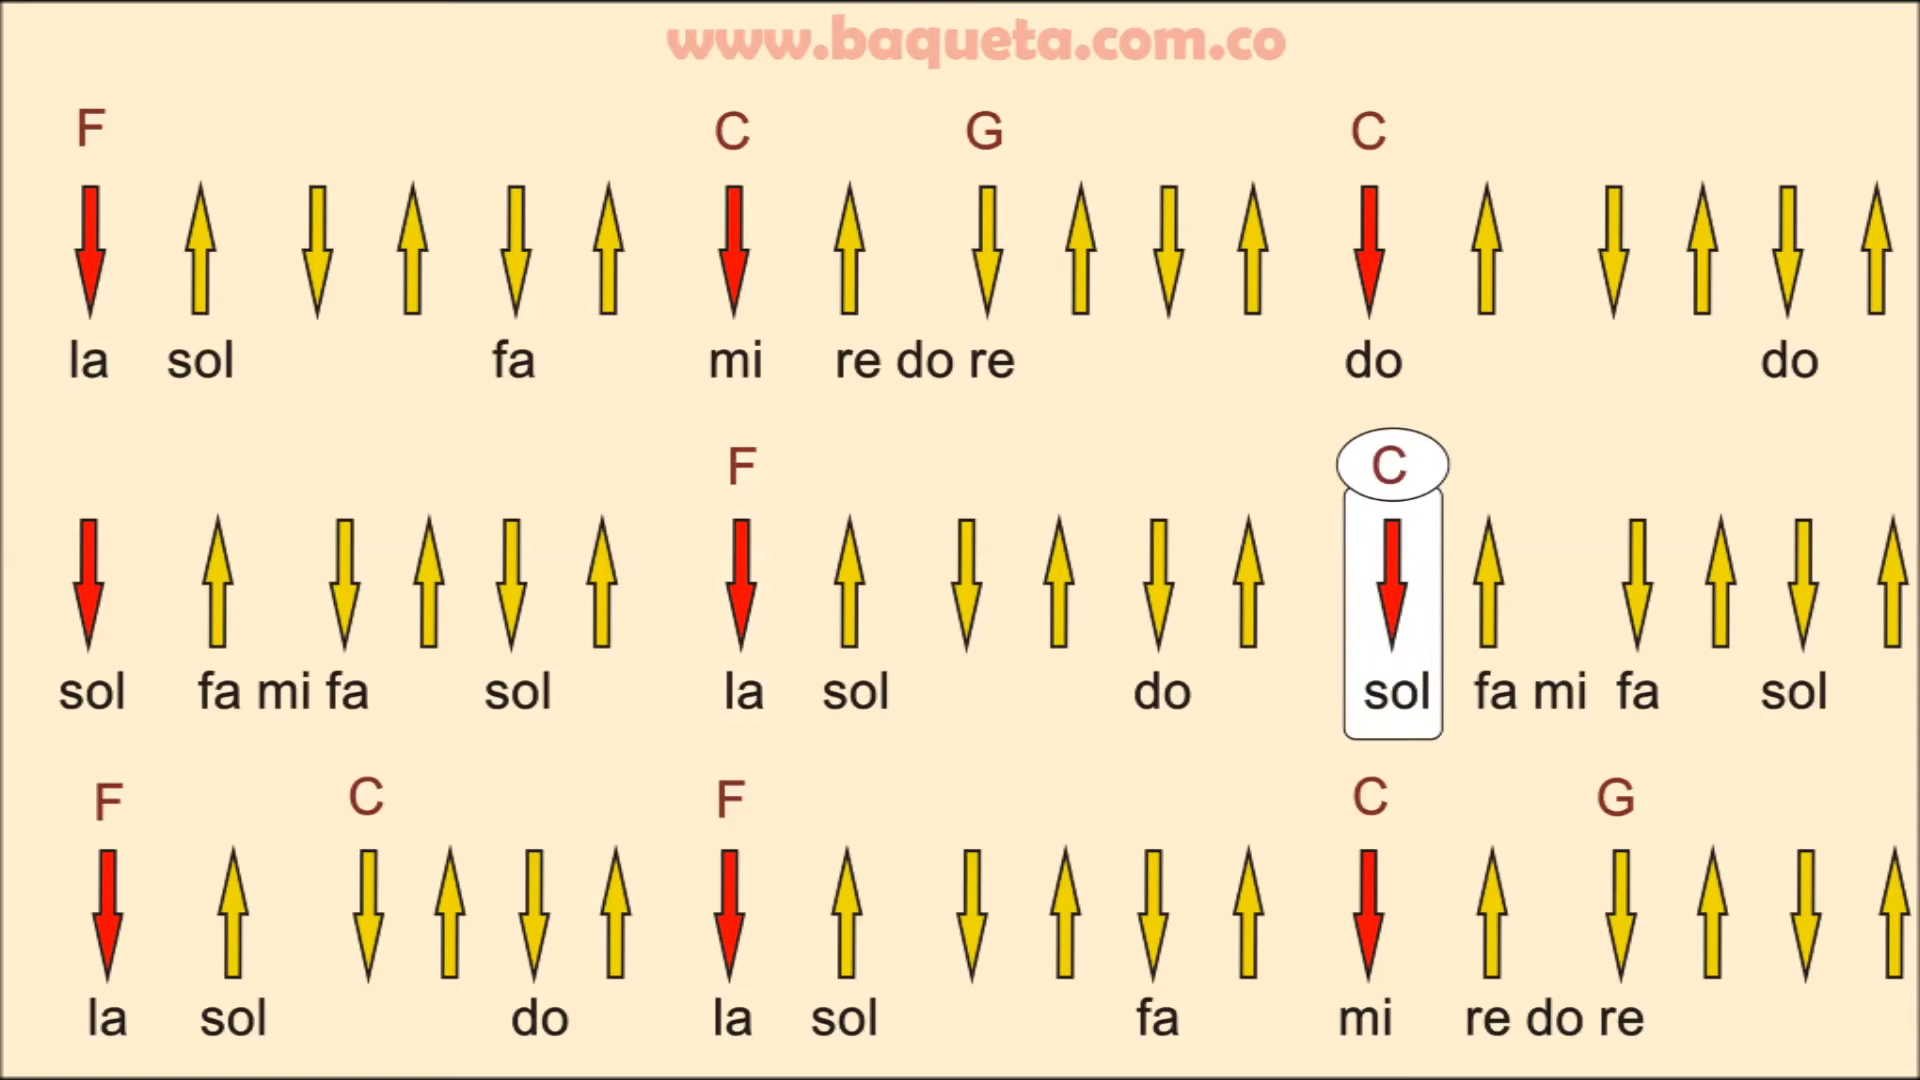 www.baqueta.com.co
F C G C
la sol fa mi re do re do do
F C
sol fa mi fa sol la sol do sol fa mi fa sol
F C F C G
la sol do la sol fa mi re do re